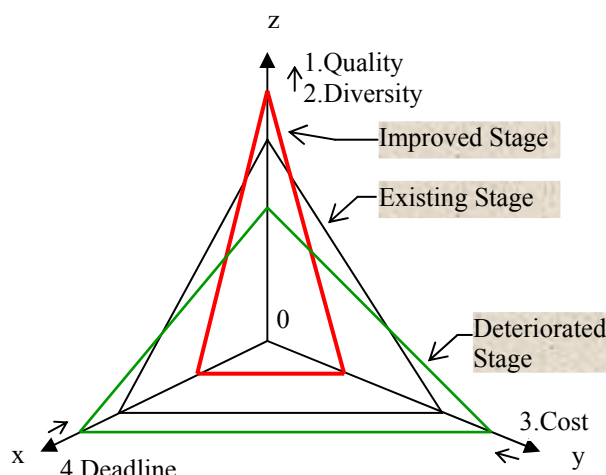 z
1.Quality
2.Diversity
Improved Stage
Existing Stage
0
Deteriorated
Stage
3.Cost
x
y
4.Deadline